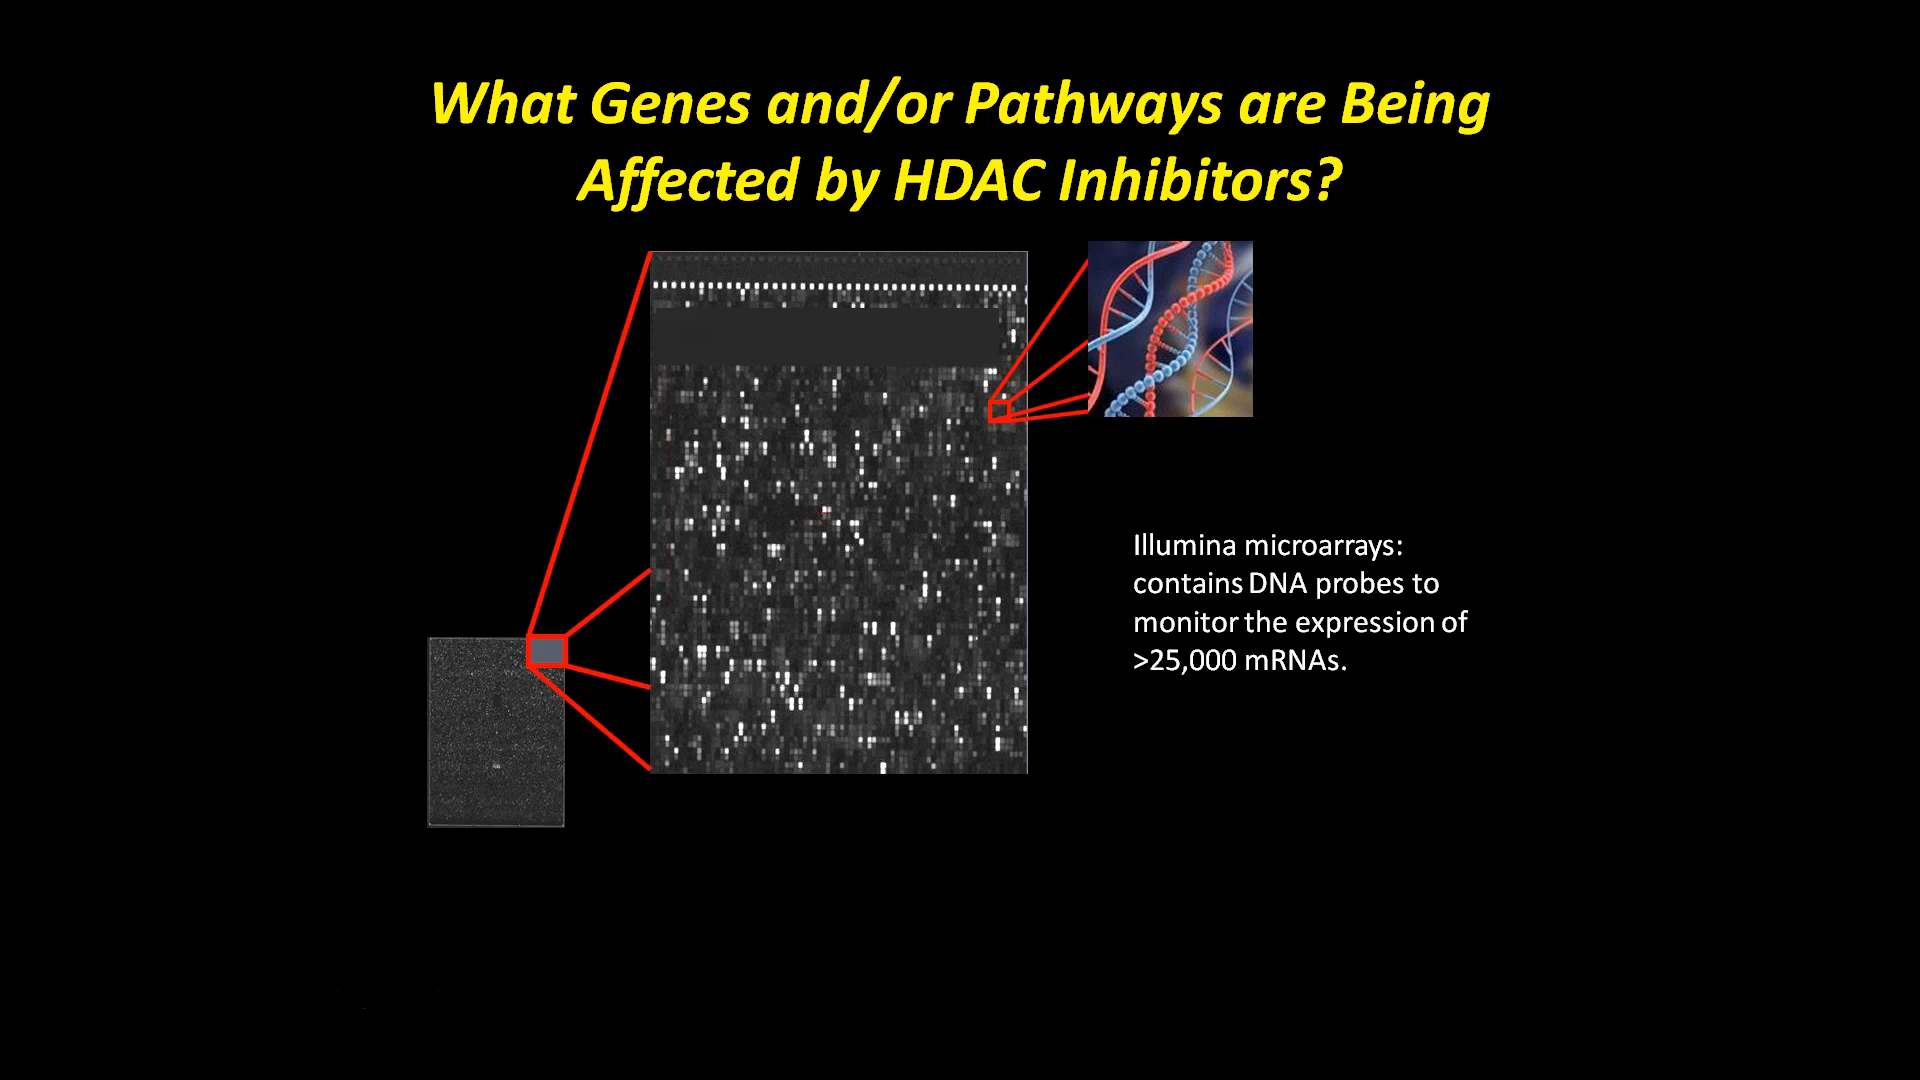 What Genes and/or Pathways are Being
Affected by HDAC Inhibitors?
Illumina microarrays:
contains DNA probes to
monitor the expression of
>25,000 mRNAs.